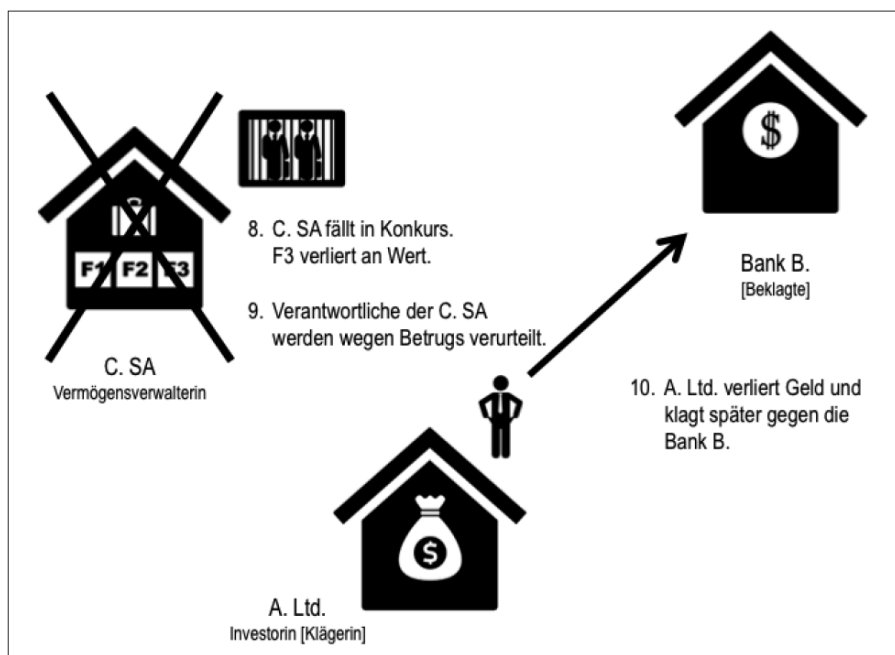 8. C. SA fällt in Konkurs.
F3 verliert an Wert.
9. Verantwortliche der C. SA
werden wegen Betrugs verurteilt.
F1 F2 F3
C. SA
Vermögensverwalterin
$
Bank B.
[Beklagte]
10. A. Ltd. verliert Geld und
klagt später gegen die
Bank B.
$
A. Ltd.
Investorin [Klägerin]